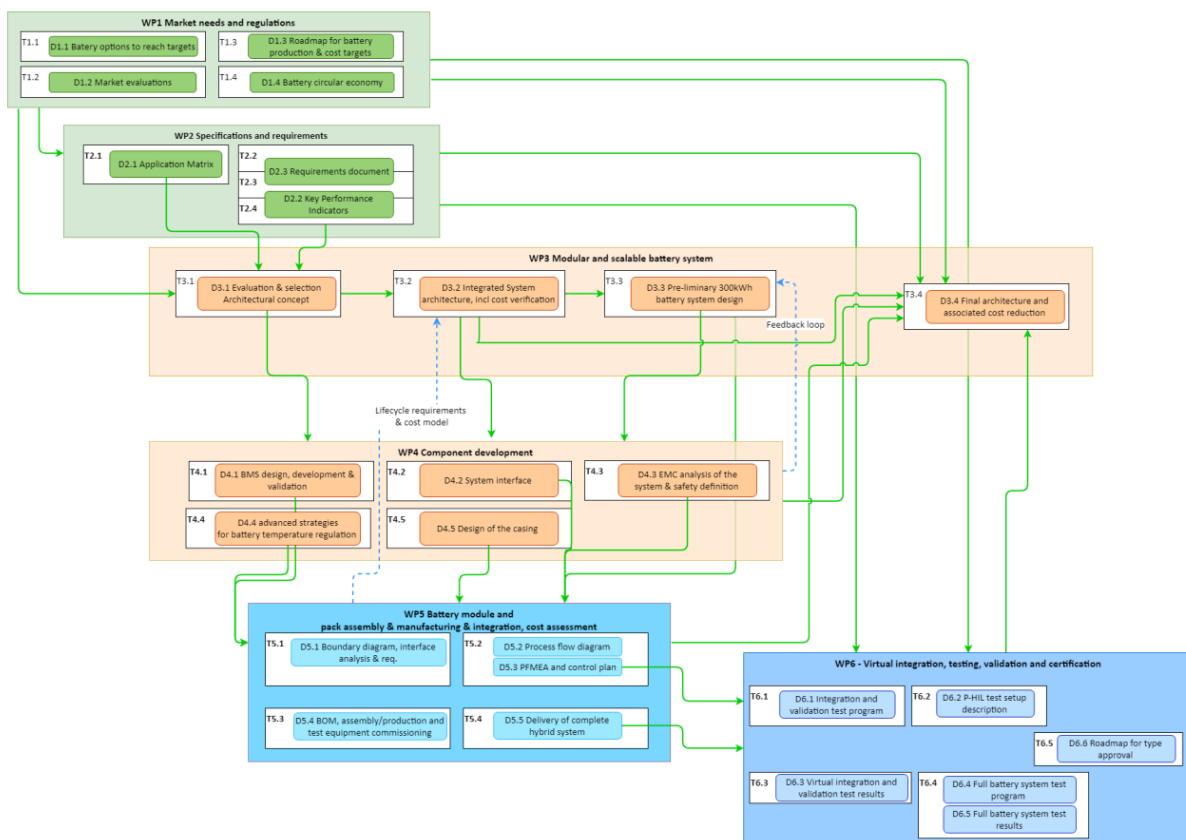 WP1 Market needs and regulations
T1.1
D1.1 Batery options to reach targets
T1.3
D1.3 Roadmap for battery
production & cost targets
T1.2
D1.2 Market evaluations
T1.4
D1.4 Battery circular economy
WP2 Specifications and requirements
T2.1
D2.1 Application Matrix
T2.2
D2.3 Requirements document
T2.3
D2.2 Key Performance
Indicators
T2.4
WP3 Modular and scalable battery system
T3.1
D3.1 Evaluation & selection
Architectural concept
T3.2
D3.2 Integrated System
architecture, incl cost verification
T3.3
D3.3 Pre-liminary 300kWh
battery system design
T3.4
D3.4 Final architecture and
associated cost reduction
Feedback loop
Lifecycle requirements
& cost model
WP4 Component development
T4.1
D4.1 BMS design, development &
validation
T4.2
D4.2 System interface
T4.3
D4.3 EMC analysis of the
system & safety definition
T4.4
D4.4 advanced strategies
for battery temperature regulation
T4.5
D4.5 Design of the casing
WP5 Battery module and
pack assembly & manufacturing & integration, cost assessment
T5.1
D5.1 Boundary diagram, interface
analysis & req.
T5.2
D5.2 Process flow diagram
D5.3 PFMEA and control plan
T5.3
D5.4 BOM, assembly/production and
test equipment commissioning
T5.4
D5.5 Delivery of complete
hybrid system
WP6 - Virtual integration, testing, validation and certification
T6.1
D6.1 Integration and
validation test program
T6.2
D6.2 P-HIL test setup
description
T6.5
D6.6 Roadmap for type
approval
T6.3
D6.3 Virtual integration and
validation test results
T6.4
D6.4 Full battery system test
program
D6.5 Full battery system test
results